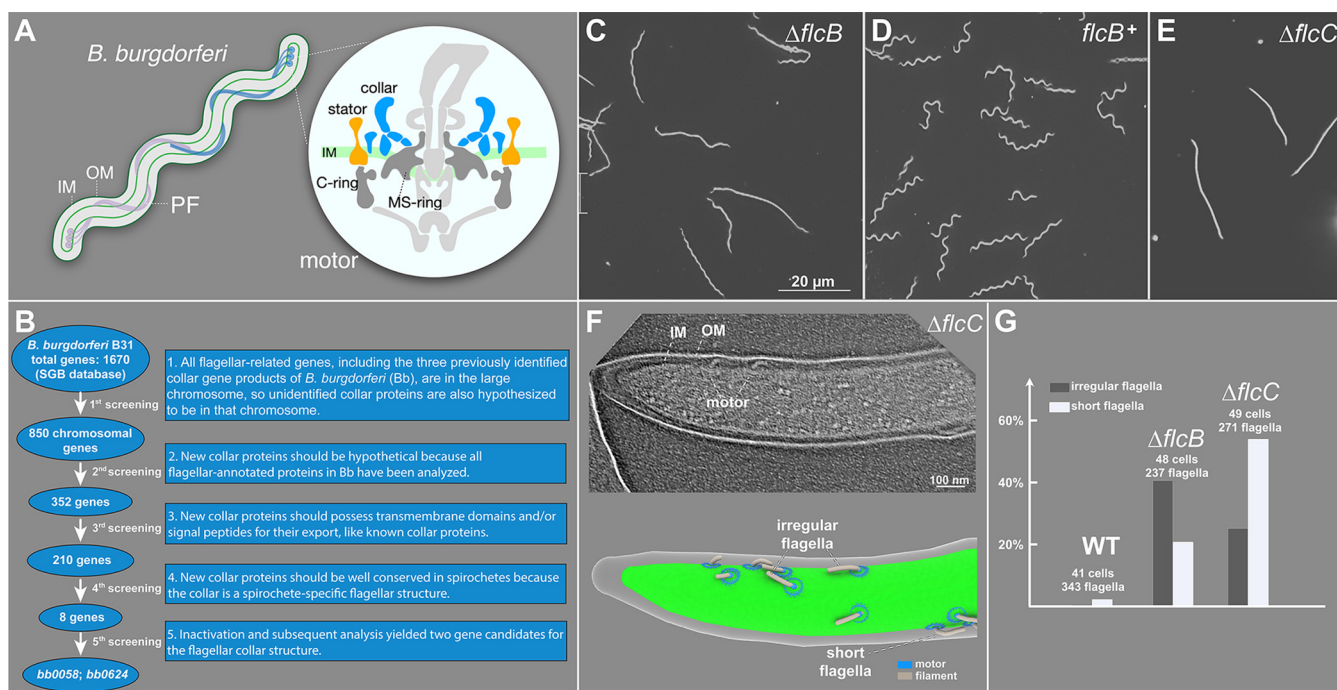 A
B. burgdorferi
collar
stator
IM
C-ring
MS-ring
IM
OM
PF
motor
B
B. burgdorferi B31
total genes: 1670
(SGB database)
1st screening
850 chromosomal
genes
2nd screening
352 genes
3rd screening
210 genes
4th screening
8 genes
5th screening
bb0058; bb0624
1. All flagellar-related genes, including the three previously identified
collar gene products of B. burgdorferi (Bb), are in the large
chromosome, so unidentified collar proteins are also hypothesized
to be in that chromosome.
2. New collar proteins should be hypothetical because all
flagellar-annotated proteins in Bb have been analyzed.
3. New collar proteins should possess transmembrane domains and/or
signal peptides for their export, like known collar proteins.
4. New collar proteins should be well conserved in spirochetes because
the collar is a spirochete-specific flagellar structure.
5. Inactivation and subsequent analysis yielded two gene candidates for
the flagellar collar structure.
C
ΔflcB
20 µm
D
flcB+
E
ΔflcC
F
ΔflcC
IM
OM
motor
100 nm
irregular
flagella
short
flagella
motor
filament
G
irregular flagella
short flagella
60%
40%
20%
WT
41 cells
343 flagella
ΔflcB
48 cells
237 flagella
ΔflcC
49 cells
271 flagella